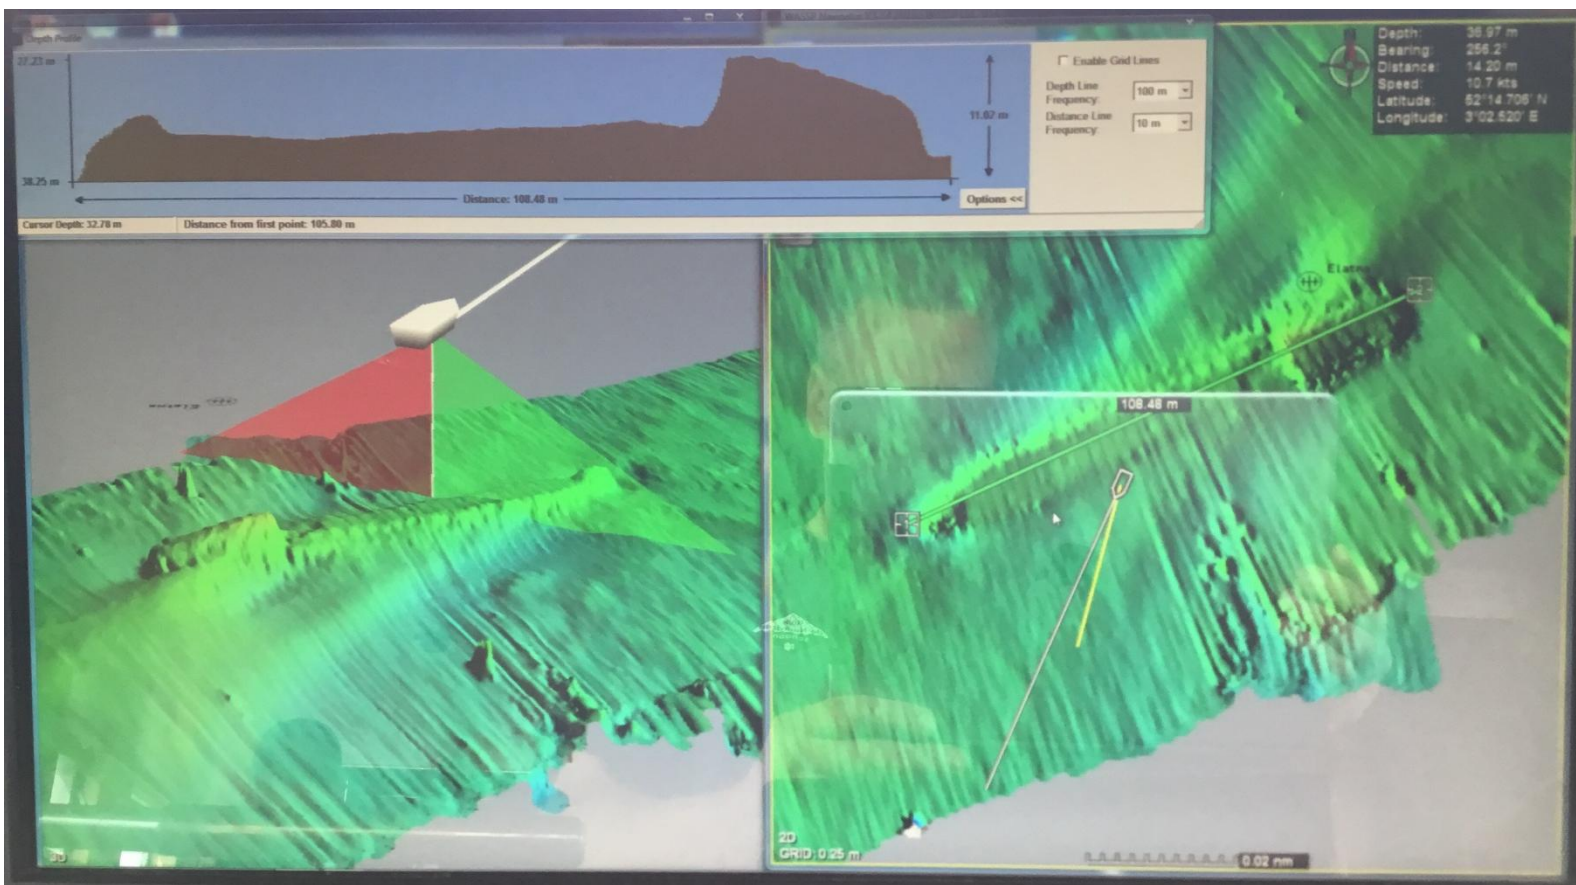 Depth Profile
27.23 m
38.25 m
11.02 m
Distance: 108.48 m
Options <<
Enable Grid Lines
Depth Line
Frequency:
100 m
Distance Line
Frequency:
10 m
Cursor Depth: 32.78 m
Distance from first point: 105.80 m
Depth: 36.97 m
Bearing: 256.2°
Distance: 14.20 m
Speed: 10.7 kts
Latitude: 52°14.706' N
Longitude: 3°02.520' E
108.48 m
3D
2D
GRID: 0.25 m
0.02 nm